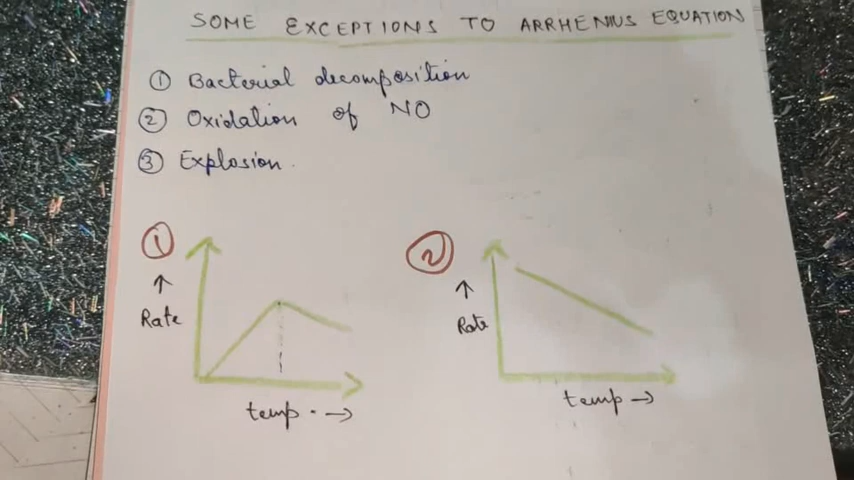 SOME EXCEPTIONS TO ARRHENIUS EQUATION
① Bacterial decomposition
② Oxidation of NO
③ Explosion.
①
↑
Rate
temp. →
②
↑
Rate
temp →